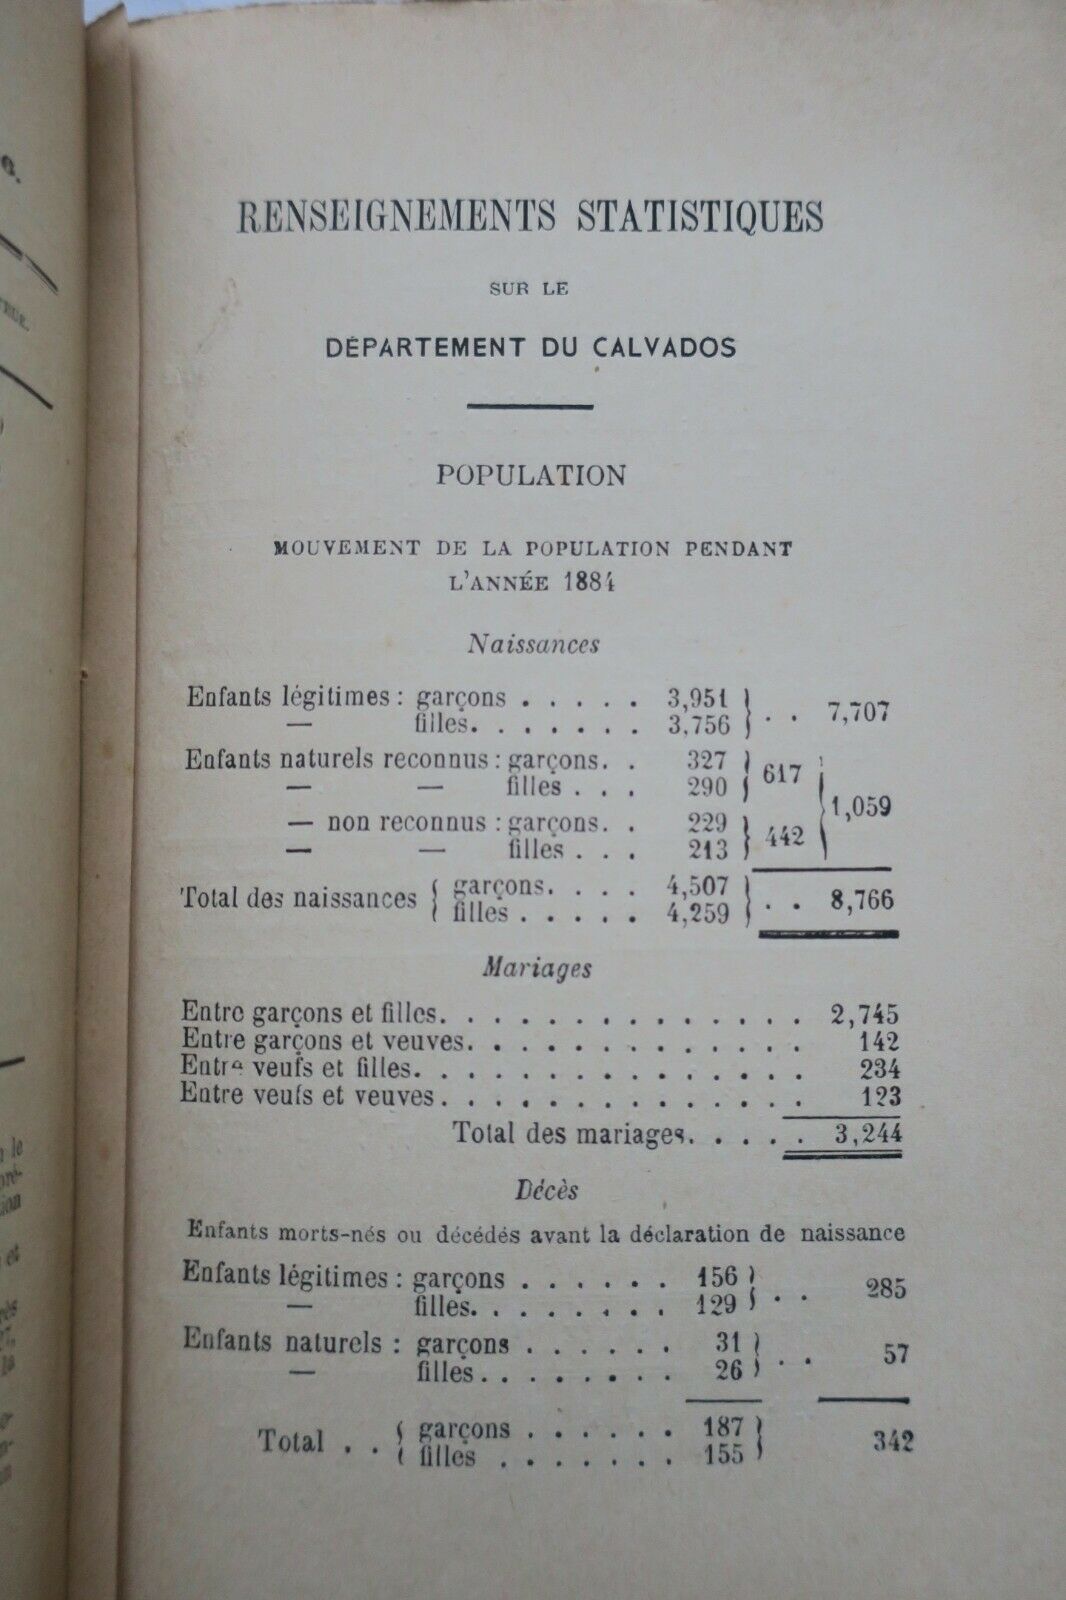 RENSEIGNEMENTS STATISTIQUES
SUR LE
DÉPARTEMENT DU CALVADOS
POPULATION
MOUVEMENT DE LA POPULATION PENDANT
L'ANNÉE 1884
Naissances
Enfants légitimes : garçons . . . . . 3,951
— filles. . . . . . . 3,756 } . . 7,707
Enfants naturels reconnus : garçons. . 327
— — filles . . . 290 } 617
— non reconnus : garçons. . 229
— — filles . . . 213 } 442 } 1,059
Total des naissances { garçons. . . . 4,507
filles . . . . . 4,259 } . . 8,766
Mariages
Entre garçons et filles. . . . . . . . . . . . . . . 2,745
Entre garçons et veuves. . . . . . . . . . . . . . 142
Entre veufs et filles. . . . . . . . . . . . . . . . 234
Entre veufs et veuves . . . . . . . . . . . . . . . 123
Total des mariages. . . . . 3,244
Décès
Enfants morts-nés ou décédés avant la déclaration de naissance
Enfants légitimes : garçons . . . . . . 156
— filles. . . . . . . . 129 } . . 285
Enfants naturels : garçons . . . . . . 31
— filles. . . . . . . . 26 } . . 57
Total . . { garçons . . . . . . 187
filles . . . . . . . 155 } 342